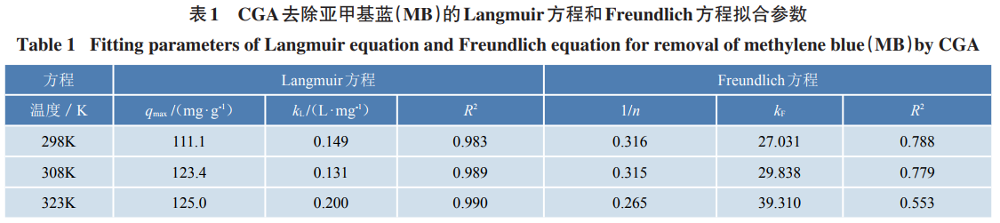 表1 CGA去除亚甲基蓝(MB)的Langmuir方程和Freundlich方程拟合参数
Table 1 Fitting parameters of Langmuir equation and Freundlich equation for removal of methylene blue(MB)by CGA
方程 Langmuir方程 Freundlich方程
温度/K qmax/(mg·g-1) kL/(L·mg-1) R2 1/n kF R2
298K 111.1 0.149 0.983 0.316 27.031 0.788
308K 123.4 0.131 0.989 0.315 29.838 0.779
323K 125.0 0.200 0.990 0.265 39.310 0.553